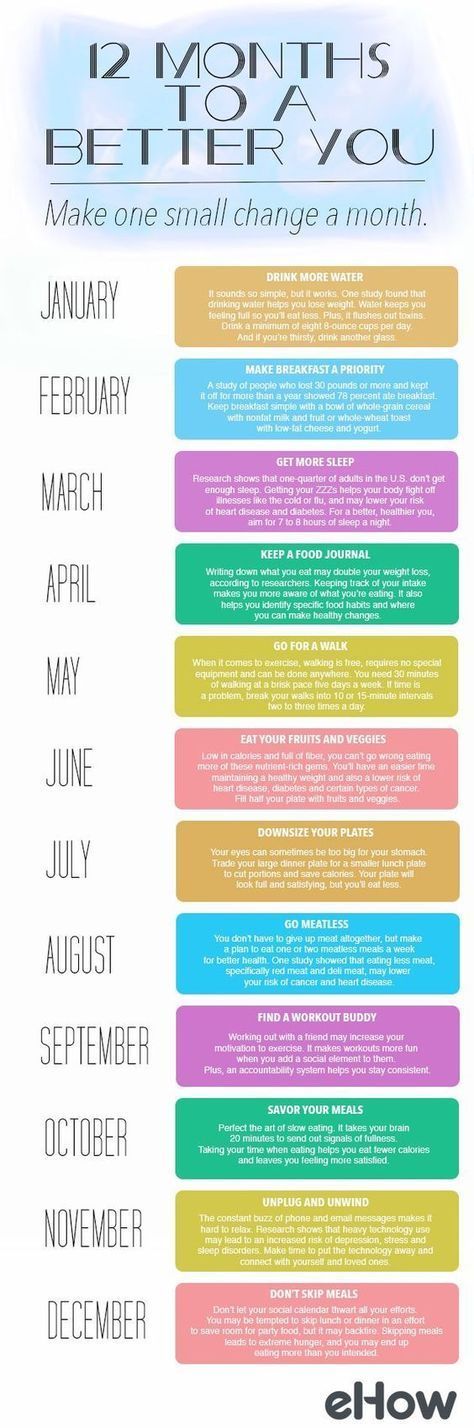 12 MONTHS
TO A
BETTER YOU
Make one small change a month.
JANUARY
DRINK MORE WATER
It sounds so simple, but it works. One study found that
drinking water helps you lose weight. Water keeps you
feeling full so you'll eat less. Plus, it flushes out toxins.
Drink a minimum of eight 8-ounce cups per day.
And if you're thirsty, drink another glass.
FEBRUARY
MAKE BREAKFAST A PRIORITY
A study of people who lost 30 pounds or more and kept
it off for more than a year showed 78 percent ate breakfast.
Keep breakfast simple with a bowl of whole-grain cereal
with nonfat milk and fruit or whole-wheat toast
with low-fat cheese and yogurt.
MARCH
GET MORE SLEEP
Research shows that one-quarter of adults in the U.S. don't get
enough sleep. Getting your ZZZs helps your body fight off
illnesses like the cold or flu, and may lower your risk
of heart disease and diabetes. For a better, healthier you,
aim for 7 to 8 hours of sleep a night.
APRIL
KEEP A FOOD JOURNAL
Writing down what you eat may double your weight loss,
according to researchers. Keeping track of your intake
makes you more aware of what you're eating. It also
helps you identify specific food habits and where
you can make healthy changes.
MAY
GO FOR A WALK
When it comes to exercise, walking is free, requires no special
equipment and can be done anywhere. You need 30 minutes
of walking at a brisk pace five days a week. If time is
a problem, break your walks into 10 or 15-minute intervals
two to three times a day.
JUNE
EAT YOUR FRUITS AND VEGGIES
Low in calories and full of fiber, you can't go wrong eating
more of these nutrient-rich gems. You'll have an easier time
maintaining a healthy weight and also a lower risk of
heart disease, diabetes and certain types of cancer.
Fill half your plate with fruits and veggies.
JULY
DOWNSIZE YOUR PLATES
Your eyes can sometimes be too big for your stomach.
Trade your large dinner plate for a smaller lunch plate
to cut portions and save calories. Your plate will
look full and satisfying, but you'll eat less.
AUGUST
GO MEATLESS
You don't have to give up meat altogether, but make
a plan to eat one or two meatless meals a week
for better health. One study showed that eating less meat,
specifically red meat and deli meat, may lower
your risk of cancer and heart disease.
SEPTEMBER
FIND A WORKOUT BUDDY
Working out with a friend may increase your
motivation to exercise. It makes workouts more fun
when you add a social element to them.
Plus, an accountability system helps you stay consistent.
OCTOBER
SAVOR YOUR MEALS
Perfect the art of slow eating. It takes your brain
20 minutes to send out signals of fullness.
Taking your time when eating helps you eat fewer calories
and leaves you feeling more satisfied.
NOVEMBER
UNPLUG AND UNWIND
The constant buzz of phone and email messages makes it
hard to relax. Research shows that heavy technology use
may lead to an increased risk of depression, stress and
sleep disorders. Make time to put the technology away and
connect with yourself and loved ones.
DECEMBER
DON'T SKIP MEALS
Don't let your social calendar thwart all your efforts.
You may be tempted to skip lunch or dinner in an effort
to save room for party food, but it may backfire. Skipping meals
leads to extreme hunger, and you may end up
eating more than you intended.
eHow